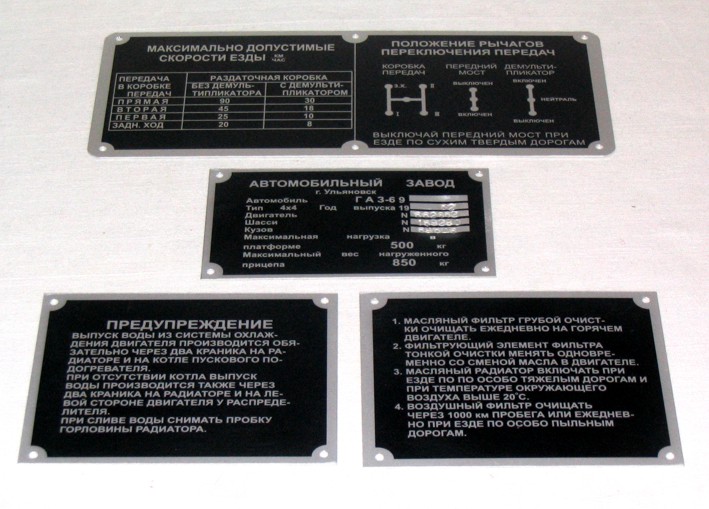 МАКСИМАЛЬНО ДОПУСТИМЫЕ
СКОРОСТИ ЕЗДЫ КМ/ЧАС
ПЕРЕДАЧА В КОРОБКЕ ПЕРЕДАЧ
РАЗДАТОЧНАЯ КОРОБКА
БЕЗ ДЕМУЛЬ-ТИПЛИКАТОРА С ДЕМУЛЬТИ-ПЛИКАТОРОМ
ПРЯМАЯ 90 30
ВТОРАЯ 45 18
ПЕРВАЯ 25 10
ЗАДН. ХОД 20 8
ПОЛОЖЕНИЕ РЫЧАГОВ
ПЕРЕКЛЮЧЕНИЯ ПЕРЕДАЧ
КОРОБКА ПЕРЕДАЧ
ПЕРЕДНИЙ МОСТ
ДЕМУЛЬТИ-ПЛИКАТОР
З.Х. II
I III
ВЫКЛЮЧЕН
ВКЛЮЧЕН
ВКЛЮЧЕН
НЕЙТРАЛЬ
ВЫКЛЮЧЕН
ВЫКЛЮЧАЙ ПЕРЕДНИЙ МОСТ ПРИ
ЕЗДЕ ПО СУХИМ ТВЕРДЫМ ДОРОГАМ
АВТОМОБИЛЬНЫЙ ЗАВОД
г. Ульяновск
Автомобиль ГАЗ-69
Тип 4x4 Год выпуска 19
Двигатель N
Шасси N
Кузов N
Максимальная нагрузка в
платформе 500 кг
Максимальный вес нагруженного
прицепа 850 кг
ПРЕДУПРЕЖДЕНИЕ
ВЫПУСК ВОДЫ ИЗ СИСТЕМЫ ОХЛАЖ-
ДЕНИЯ ДВИГАТЕЛЯ ПРОИЗВОДИТСЯ ОБЯ-
ЗАТЕЛЬНО ЧЕРЕЗ ДВА КРАНИКА НА РА-
ДИАТОРЕ И НА КОТЛЕ ПУСКОВОГО ПО-
ДОГРЕВАТЕЛЯ.
ПРИ ОТСУТСТВИИ КОТЛА ВЫПУСК
ВОДЫ ПРОИЗВОДИТСЯ ТАКЖЕ ЧЕРЕЗ
ДВА КРАНИКА НА РАДИАТОРЕ И НА ЛЕ-
ВОЙ СТОРОНЕ ДВИГАТЕЛЯ У РАСПРЕДЕ-
ЛИТЕЛЯ.
ПРИ СЛИВЕ ВОДЫ СНИМАТЬ ПРОБКУ
ГОРЛОВИНЫ РАДИАТОРА.
1. МАСЛЯНЫЙ ФИЛЬТР ГРУБОЙ ОЧИСТ-
КИ ОЧИЩАТЬ ЕЖЕДНЕВНО НА ГОРЯЧЕМ
ДВИГАТЕЛЕ.
2. ФИЛЬТРУЮЩИЙ ЭЛЕМЕНТ ФИЛЬТРА
ТОНКОЙ ОЧИСТКИ МЕНЯТЬ ОДНОВРЕ-
МЕННО СО СМЕНОЙ МАСЛА В ДВИГАТЕЛЕ.
3. МАСЛЯНЫЙ РАДИАТОР ВКЛЮЧАТЬ ПРИ
ЕЗДЕ ПО ПО ОСОБО ТЯЖЕЛЫМ ДОРОГАМ И
ПРИ ТЕМПЕРАТУРЕ ОКРУЖАЮЩЕГО
ВОЗДУХА ВЫШЕ 20°С.
4. ВОЗДУШНЫЙ ФИЛЬТР ОЧИЩАТЬ
ЧЕРЕЗ 1000 км ПРОБЕГА ИЛИ ЕЖЕДНЕВ-
НО ПРИ ЕЗДЕ ПО ОСОБО ПЫЛЬНЫМ
ДОРОГАМ.